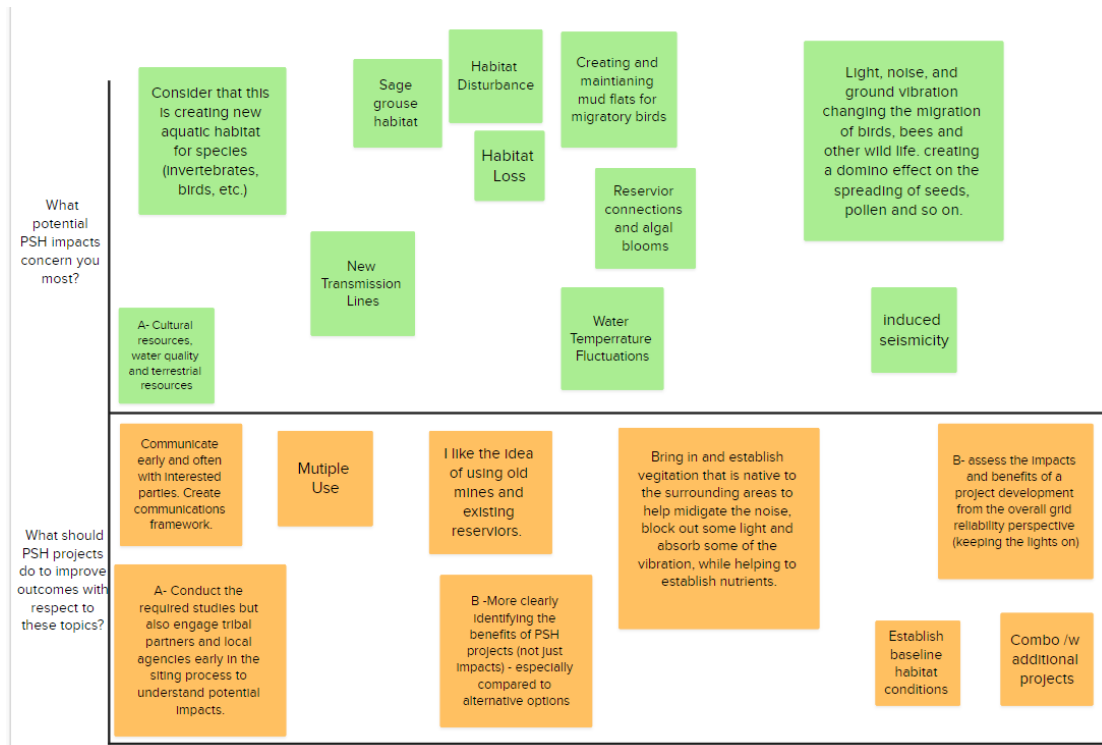 What
potential
PSH impacts
concern you
most?
Consider that this
is creating new
aquatic habitat
for species
(invertebrates,
birds, etc.)
Sage
grouse
habitat
Habitat
Disturbance
Creating and
maintianing
mud flats for
migratory birds
Light, noise, and
ground vibration
changing the migration
of birds, bees and
other wild life. creating
a domino effect on the
spreading of seeds,
pollen and so on.
Habitat
Loss
Reservior
connections
and algal
blooms
New
Transmission
Lines
A- Cultural
resources,
water quality
and terrestrial
resources
Water
Temperrature
Fluctuations
induced
seismicity
What should
PSH projects
do to improve
outcomes with
respect to
these topics?
Communicate
early and often
with interested
parties. Create
communications
framework.
Mutiple
Use
I like the idea
of using old
mines and
existing
reserviors.
Bring in and establish
vegitation that is native to
the surrounding areas to
help midigate the noise,
block out some light and
absorb some of the
vibration, while helping to
establish nutrients.
B- assess the impacts
and benefits of a
project development
from the overall grid
reliability perspective
(keeping the lights on)
A- Conduct the
required studies but
also engage tribal
partners and local
agencies early in the
siting process to
understand potential
impacts.
B -More clearly
identifying the
benefits of PSH
projects (not just
impacts) - especially
compared to
alternative options
Establish
baseline
habitat
conditions
Combo /w
additional
projects